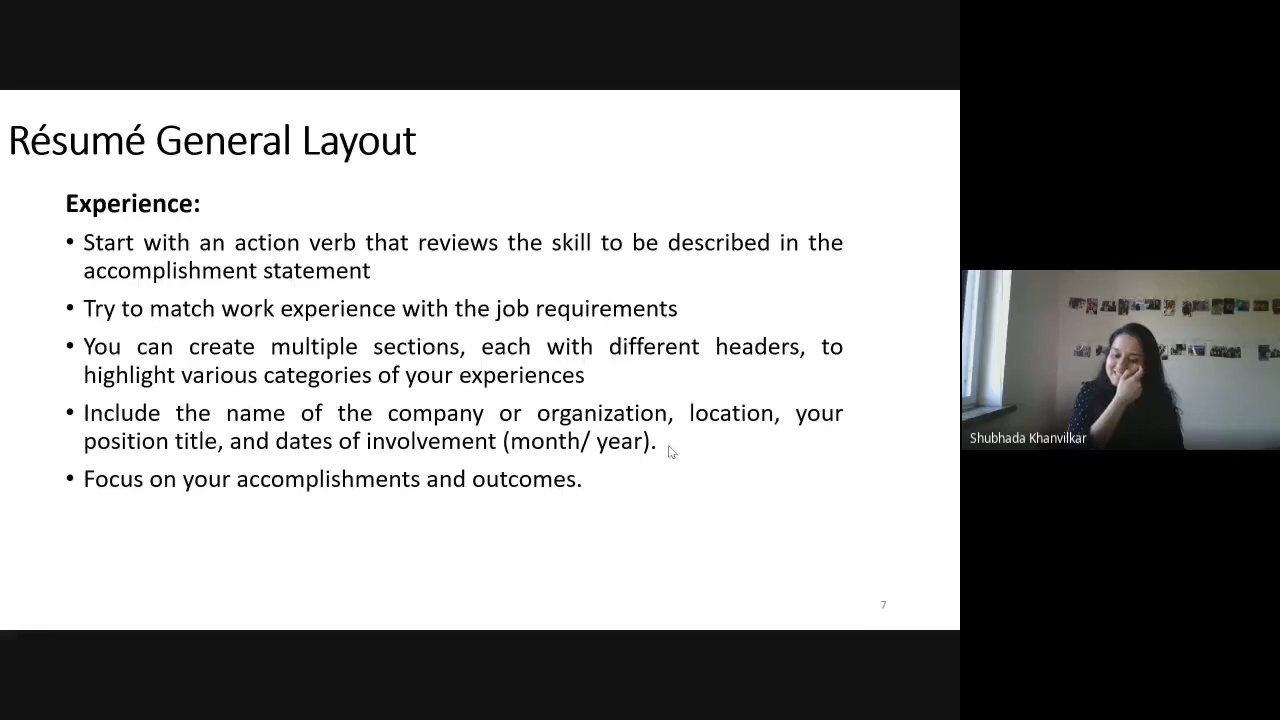 Résumé General Layout
Experience:
• Start with an action verb that reviews the skill to be described in the
accomplishment statement
• Try to match work experience with the job requirements
• You can create multiple sections, each with different headers, to
highlight various categories of your experiences
• Include the name of the company or organization, location, your
position title, and dates of involvement (month/ year).
• Focus on your accomplishments and outcomes.
7
Shubhada Khanvilkar